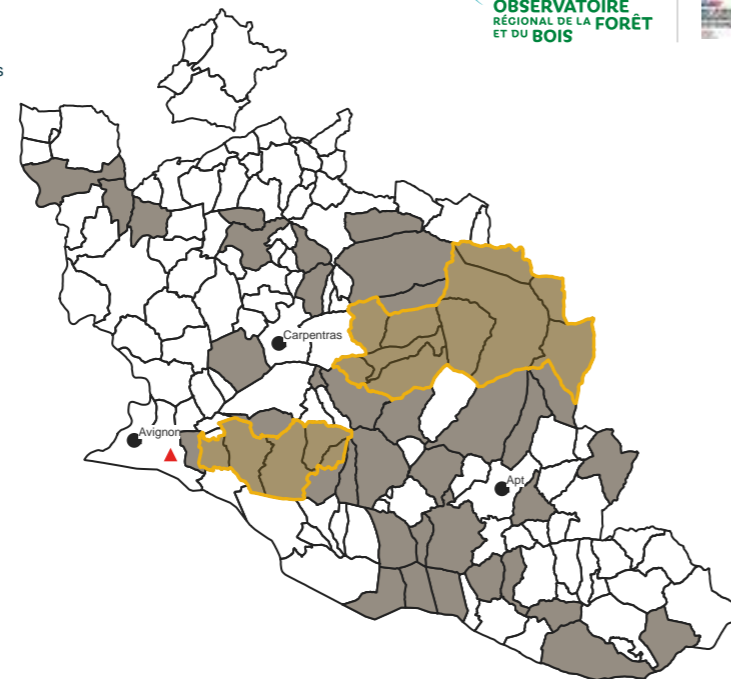 OBSERVATOIRE
RÉGIONAL DE LA FORÊT
ET DU BOIS
s
Carpentras
Avignon
Apt